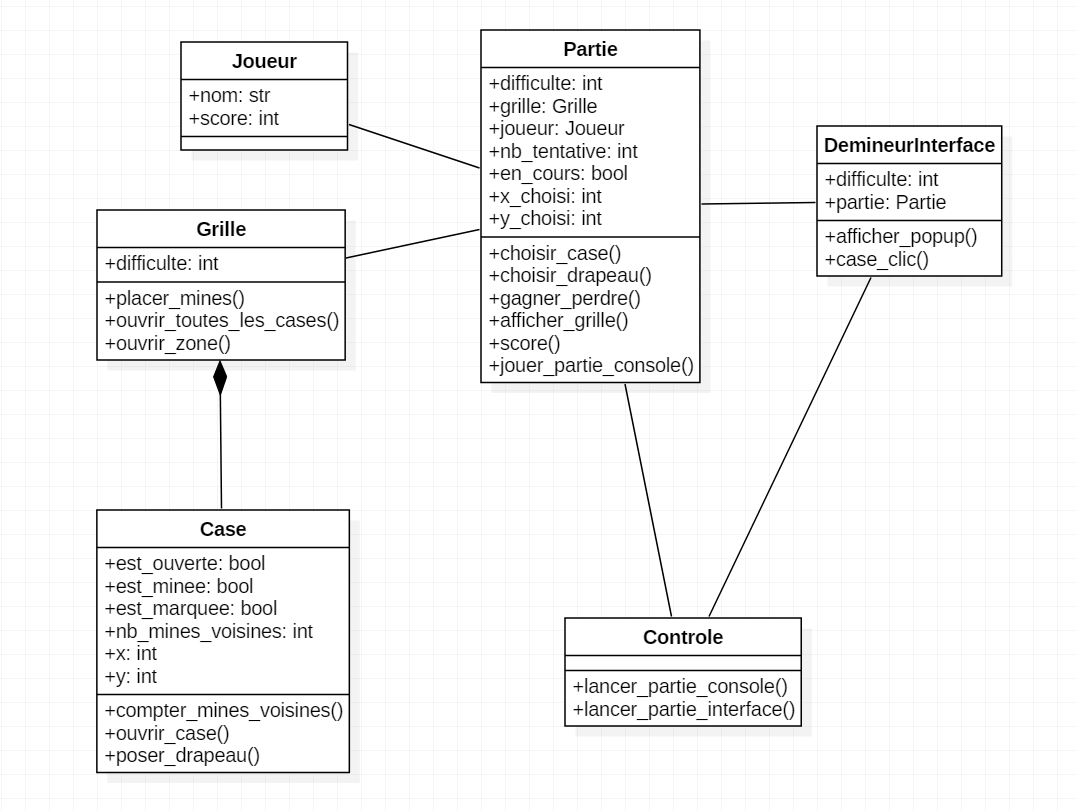 Joueur
+nom: str
+score: int
Partie
+difficulte: int
+grille: Grille
+joueur: Joueur
+nb_tentative: int
+en_cours: bool
+x_choisi: int
+y_choisi: int
+choisir_case()
+choisir_drapeau()
+gagner_perdre()
+afficher_grille()
+score()
+jouer_partie_console()
DemineurInterface
+difficulte: int
+partie: Partie
+afficher_popup()
+case_clic()
Grille
+difficulte: int
+placer_mines()
+ouvrir_toutes_les_cases()
+ouvrir_zone()
Case
+est_ouverte: bool
+est_minee: bool
+est_marquee: bool
+nb_mines_voisines: int
+x: int
+y: int
+compter_mines_voisines()
+ouvrir_case()
+poser_drapeau()
Controle
+lancer_partie_console()
+lancer_partie_interface()